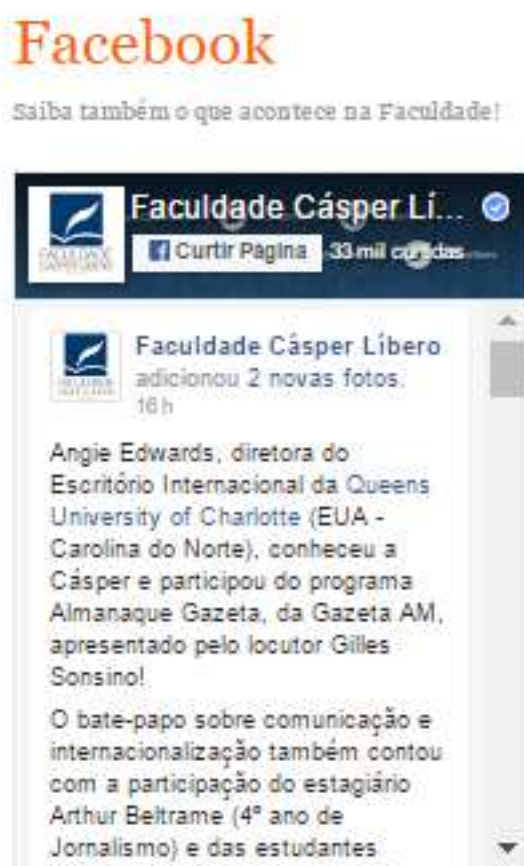 Facebook
Saiba também o que acontece na Faculdade!
Faculdade Cásper Lí...
Curtir Página
33 mil curtidas
Faculdade Cásper Líbero
adicionou 2 novas fotos.
16 h
Angie Edwards, diretora do
Escritório Internacional da Queens
University of Charlotte (EUA -
Carolina do Norte), conheceu a
Cásper e participou do programa
Almanaque Gazeta, da Gazeta AM,
apresentado pelo locutor Gilles
Sonsino!
O bate-papo sobre comunicação e
internacionalização também contou
com a participação do estagiário
Arthur Beltrame (4º ano de
Jornalismo) e das estudantes